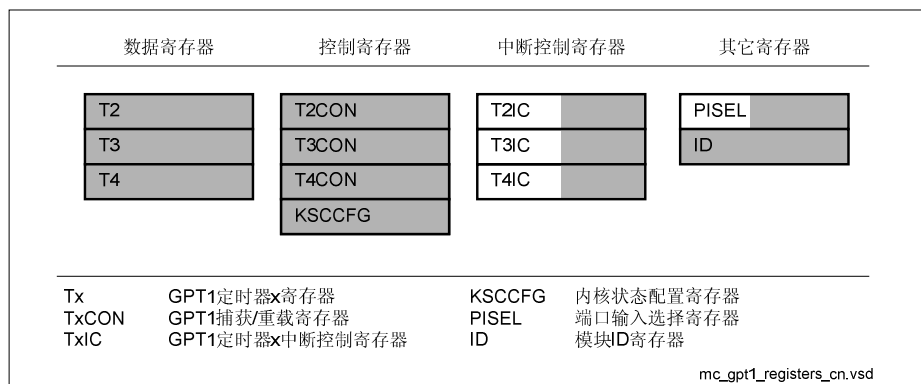 数据寄存器 控制寄存器 中断控制寄存器 其它寄存器
T2 T2CON T2IC PISEL
T3 T3CON T3IC ID
T4 T4CON T4IC
KSCCFG
Tx GPT1定时器x寄存器 KSCCFG 内核状态配置寄存器
TxCON GPT1捕获/重载寄存器 PISEL 端口输入选择寄存器
TxIC GPT1定时器x中断控制寄存器 ID 模块ID寄存器
mc_gpt1_registers_cn.vsd